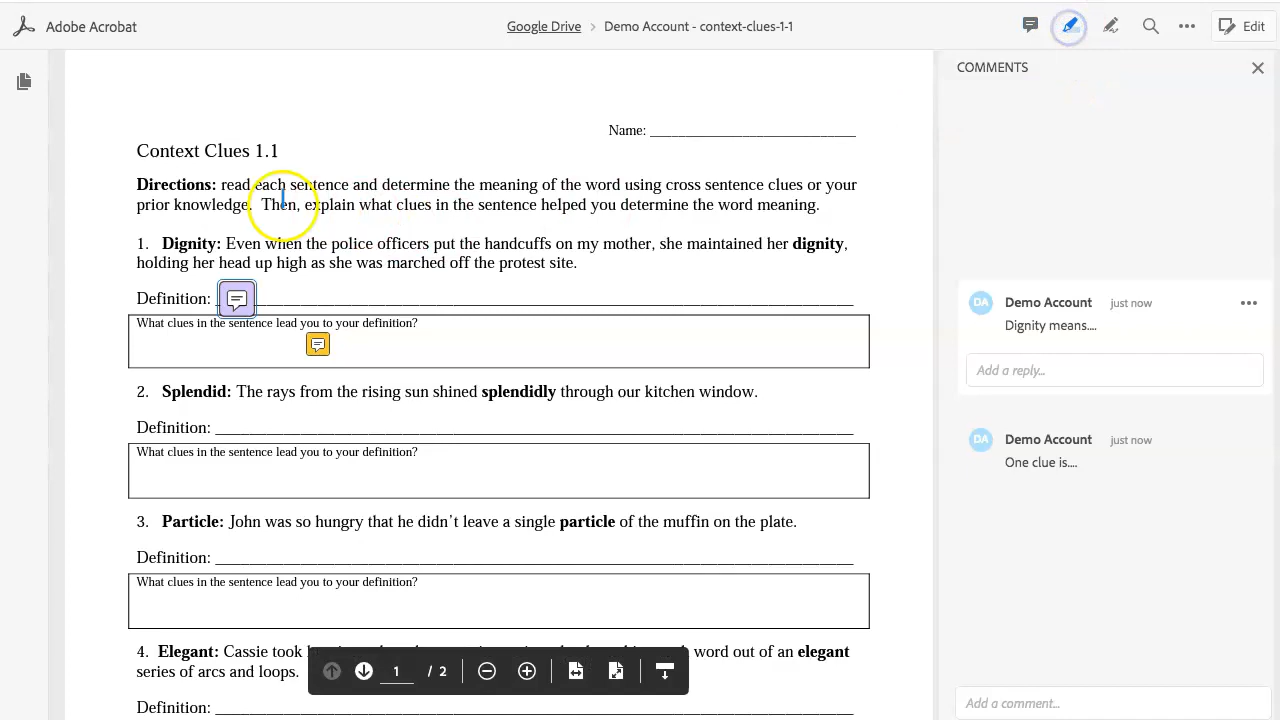 Adobe Acrobat
Google Drive > Demo Account - context-clues-1-1
Edit
COMMENTS
Name: ____________________________
Context Clues 1.1
Directions: read each sentence and determine the meaning of the word using cross sentence clues or your
prior knowledge. Then, explain what clues in the sentence helped you determine the word meaning.
1. Dignity: Even when the police officers put the handcuffs on my mother, she maintained her dignity,
holding her head up high as she was marched off the protest site.
Definition: ____________________________
What clues in the sentence lead you to your definition?
2. Splendid: The rays from the rising sun shined splendidly through our kitchen window.
Definition: ____________________________
What clues in the sentence lead you to your definition?
3. Particle: John was so hungry that he didn't leave a single particle of the muffin on the plate.
Definition: ____________________________
What clues in the sentence lead you to your definition?
4. Elegant: Cassie took word out of an elegant
series of arcs and loops.
Definition: ____________________________
1 / 2
DA Demo Account just now
Dignity means....
Add a reply...
DA Demo Account just now
One clue is....
Add a comment...